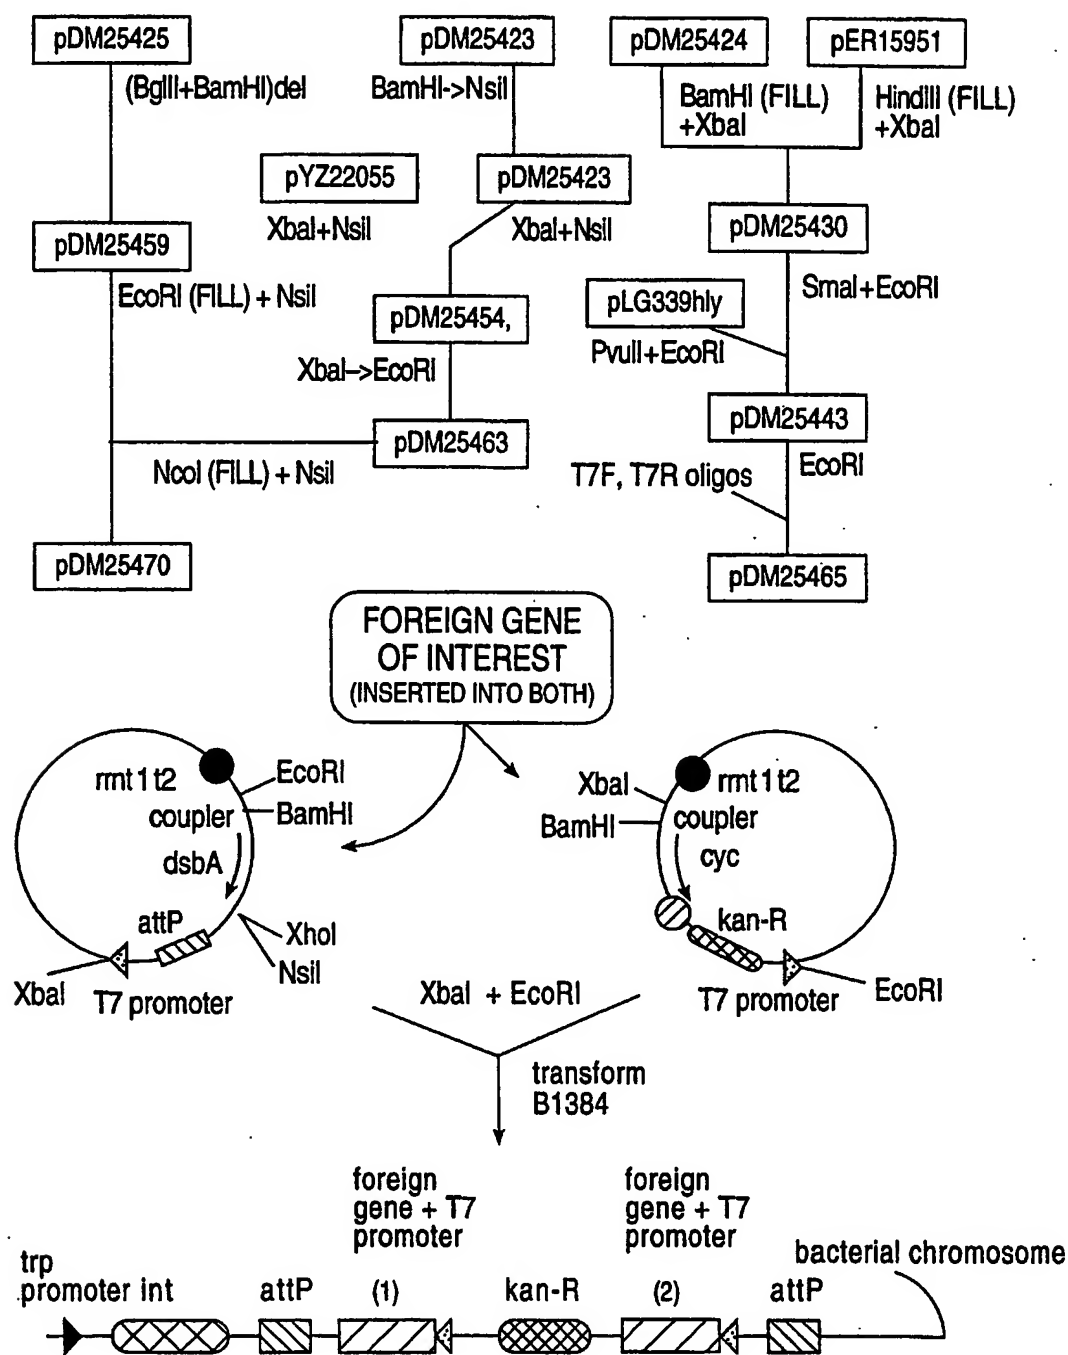 pDM25425
pDM25423
pDM25424
pER15951
(BglII+BamHI)del
BamHI->NsiI
BamHI (FILL)
+XbaI
HindIII (FILL)
+XbaI
pYZ22055
pDM25423
XbaI+NsiI
XbaI+NsiI
pDM25459
pDM25430
EcoRI (FILL) + NsiI
pLG339hly
SmaI+EcoRI
pDM25454,
PvuII+EcoRI
XbaI->EcoRI
pDM25463
pDM25443
NcoI (FILL) + NsiI
T7F, T7R oligos
EcoRI
pDM25470
pDM25465
FOREIGN GENE
OF INTEREST
(INSERTED INTO BOTH)
rrnt1t2
EcoRI
coupler
BamHI
dsbA
attP
XhoI
NsiI
XbaI
T7 promoter
XbaI
rrnt1t2
BamHI
coupler
cyc
kan-R
T7 promoter
EcoRI
XbaI + EcoRI
transform
B1384
foreign
gene + T7
promoter
foreign
gene + T7
promoter
bacterial chromosome
trp
promoter int
attP
(1)
kan-R
(2)
attP